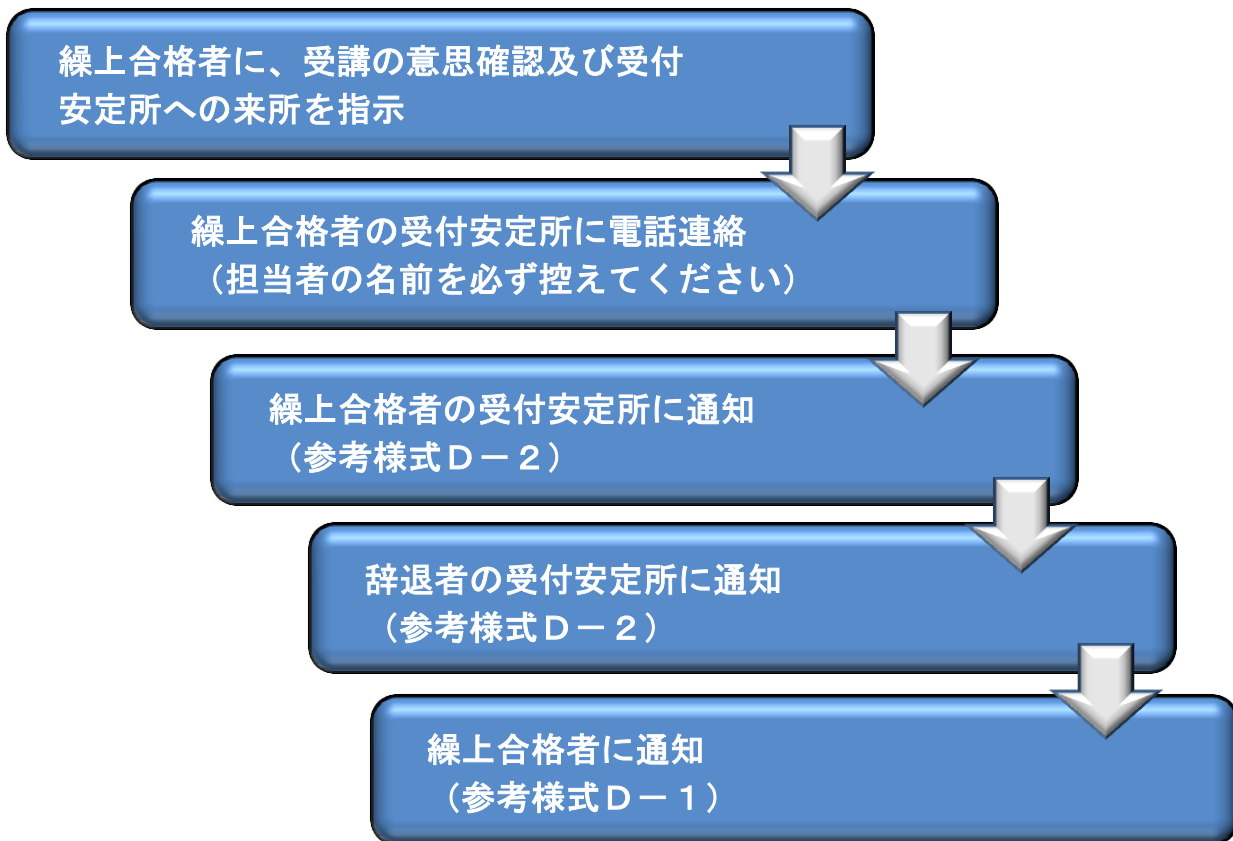 繰上合格者に、受講の意思確認及び受付
安定所への来所を指示
繰上合格者の受付安定所に電話連絡
（担当者の名前を必ず控えてください）
繰上合格者の受付安定所に通知
（参考様式Ｄ－２）
辞退者の受付安定所に通知
（参考様式Ｄ－２）
繰上合格者に通知
（参考様式Ｄ－１）